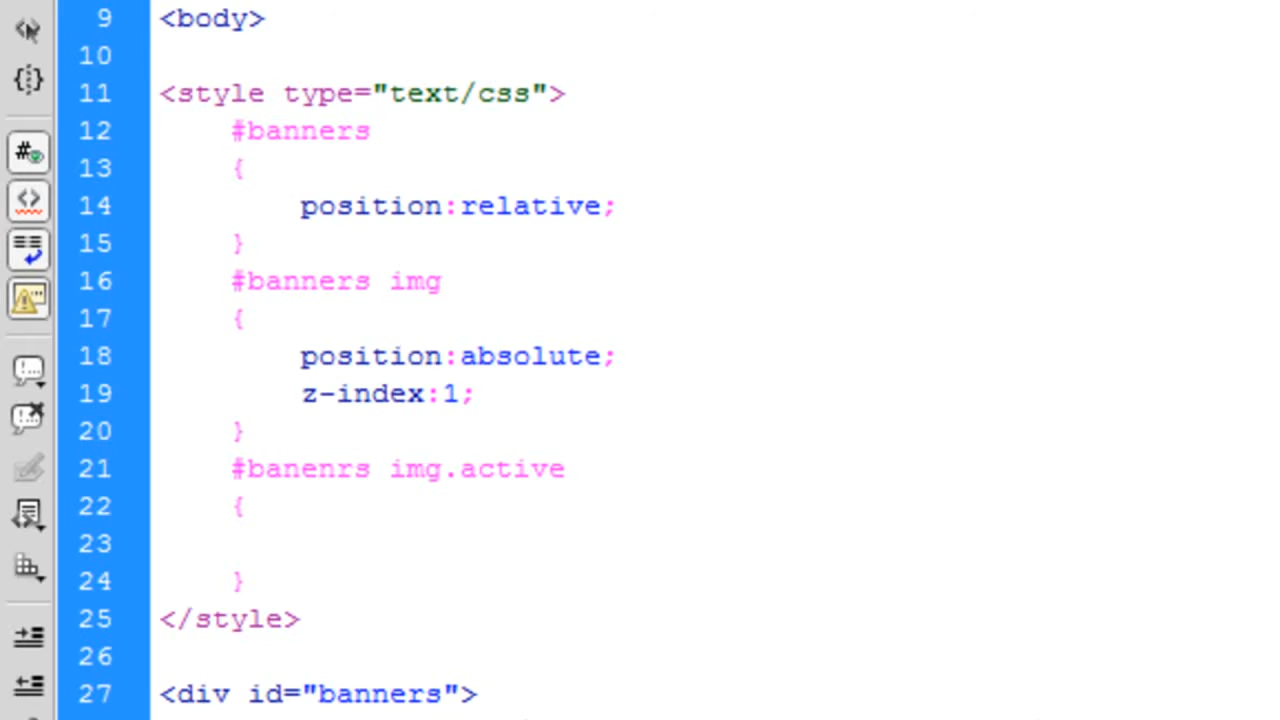 9 <body>
10
11 <style type="text/css">
12 #banners
13 {
14 position:relative;
15 }
16 #banners img
17 {
18 position:absolute;
19 z-index:1;
20 }
21 #banenrs img.active
22 {
23
24 }
25 </style>
26
27 <div id="banners">